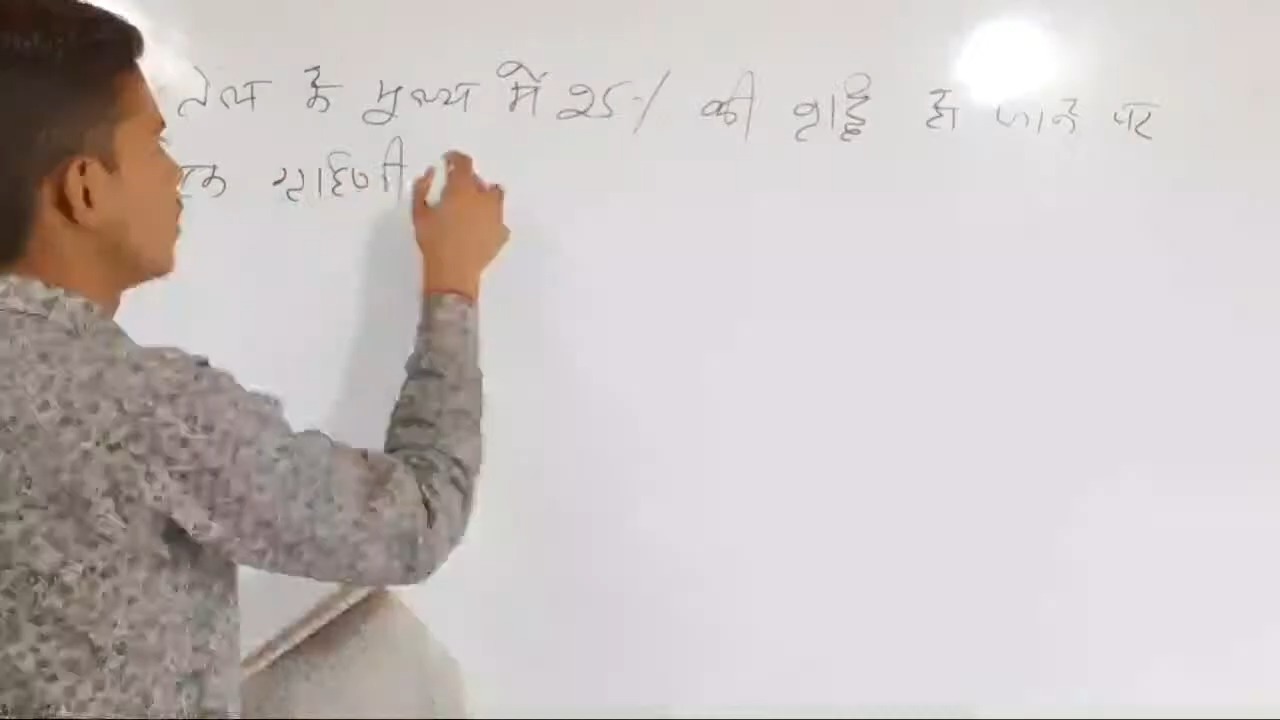 तेल के मूल्य में 25% की वृद्धि हो जाने पर
एक गृहिणी